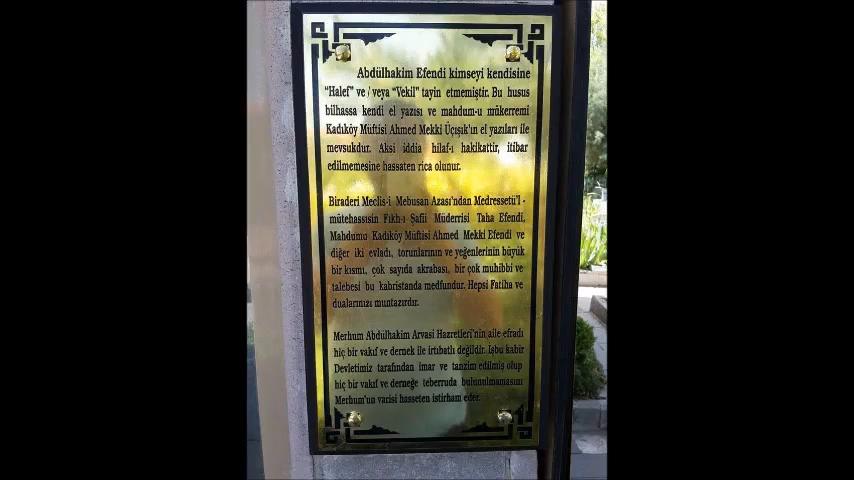 Abdülhakim Efendi kimseyi kendisine
"Halef" ve / veya "Vekil" tayin etmemiştir. Bu husus
bilhassa kendi el yazısı ve mahdum-u mükerremi
Kadıköy Müftisi Ahmed Mekki Üçışık'ın el yazıları ile
mevsukdur. Aksi iddia hilaf-ı hakikattir, itibar
edilmemesine hassaten rica olunur.
Biraderi Meclis-i Mebusan Azası'ndan Medressetü'l -
mütehassisin Fıkh-ı Şafii Müderrisi Taha Efendi,
Mahdumu Kadıköy Müftisi Ahmed Mekki Efendi ve
diğer iki evladı, torunlarının ve yeğenlerinin büyük
bir kısmı, çok sayıda akrabası, bir çok muhibbi ve
talebesi bu kabristanda medfundur. Hepsi Fatiha ve
dualarınızı muntazırdır.
Merhum Abdülhakim Arvasi Hazretleri'nin aile efradı
hiç bir vakıf ve dernek ile irtibatlı değildir. İşbu kabir
Devletimiz tarafından imar ve tanzim edilmiş olup
hiç bir vakıf ve derneğe teberruda bulunulmamasını
Merhum'un varisi hasseten istirham eder.